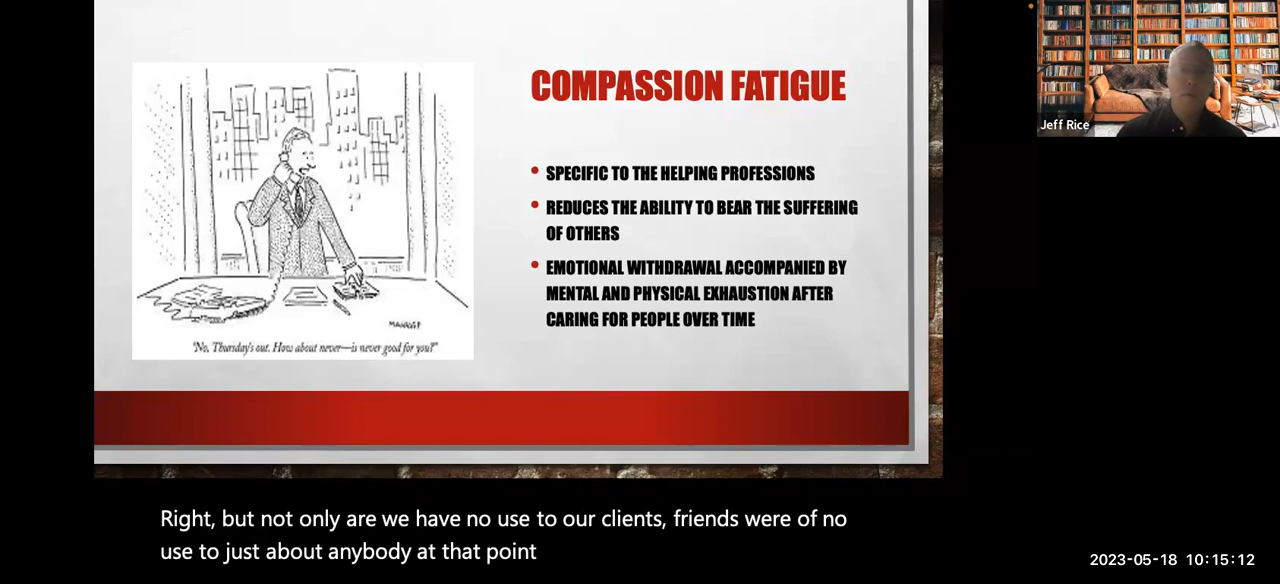 COMPASSION FATIGUE
• SPECIFIC TO THE HELPING PROFESSIONS
• REDUCES THE ABILITY TO BEAR THE SUFFERING
OF OTHERS
• EMOTIONAL WITHDRAWAL ACCOMPANIED BY
MENTAL AND PHYSICAL EXHAUSTION AFTER
CARING FOR PEOPLE OVER TIME
MANKOFF
"No, Thursday's out. How about never—is never good for you?"
Jeff Rice
Right, but not only are we have no use to our clients, friends were of no
use to just about anybody at that point
2023-05-18 10:15:12